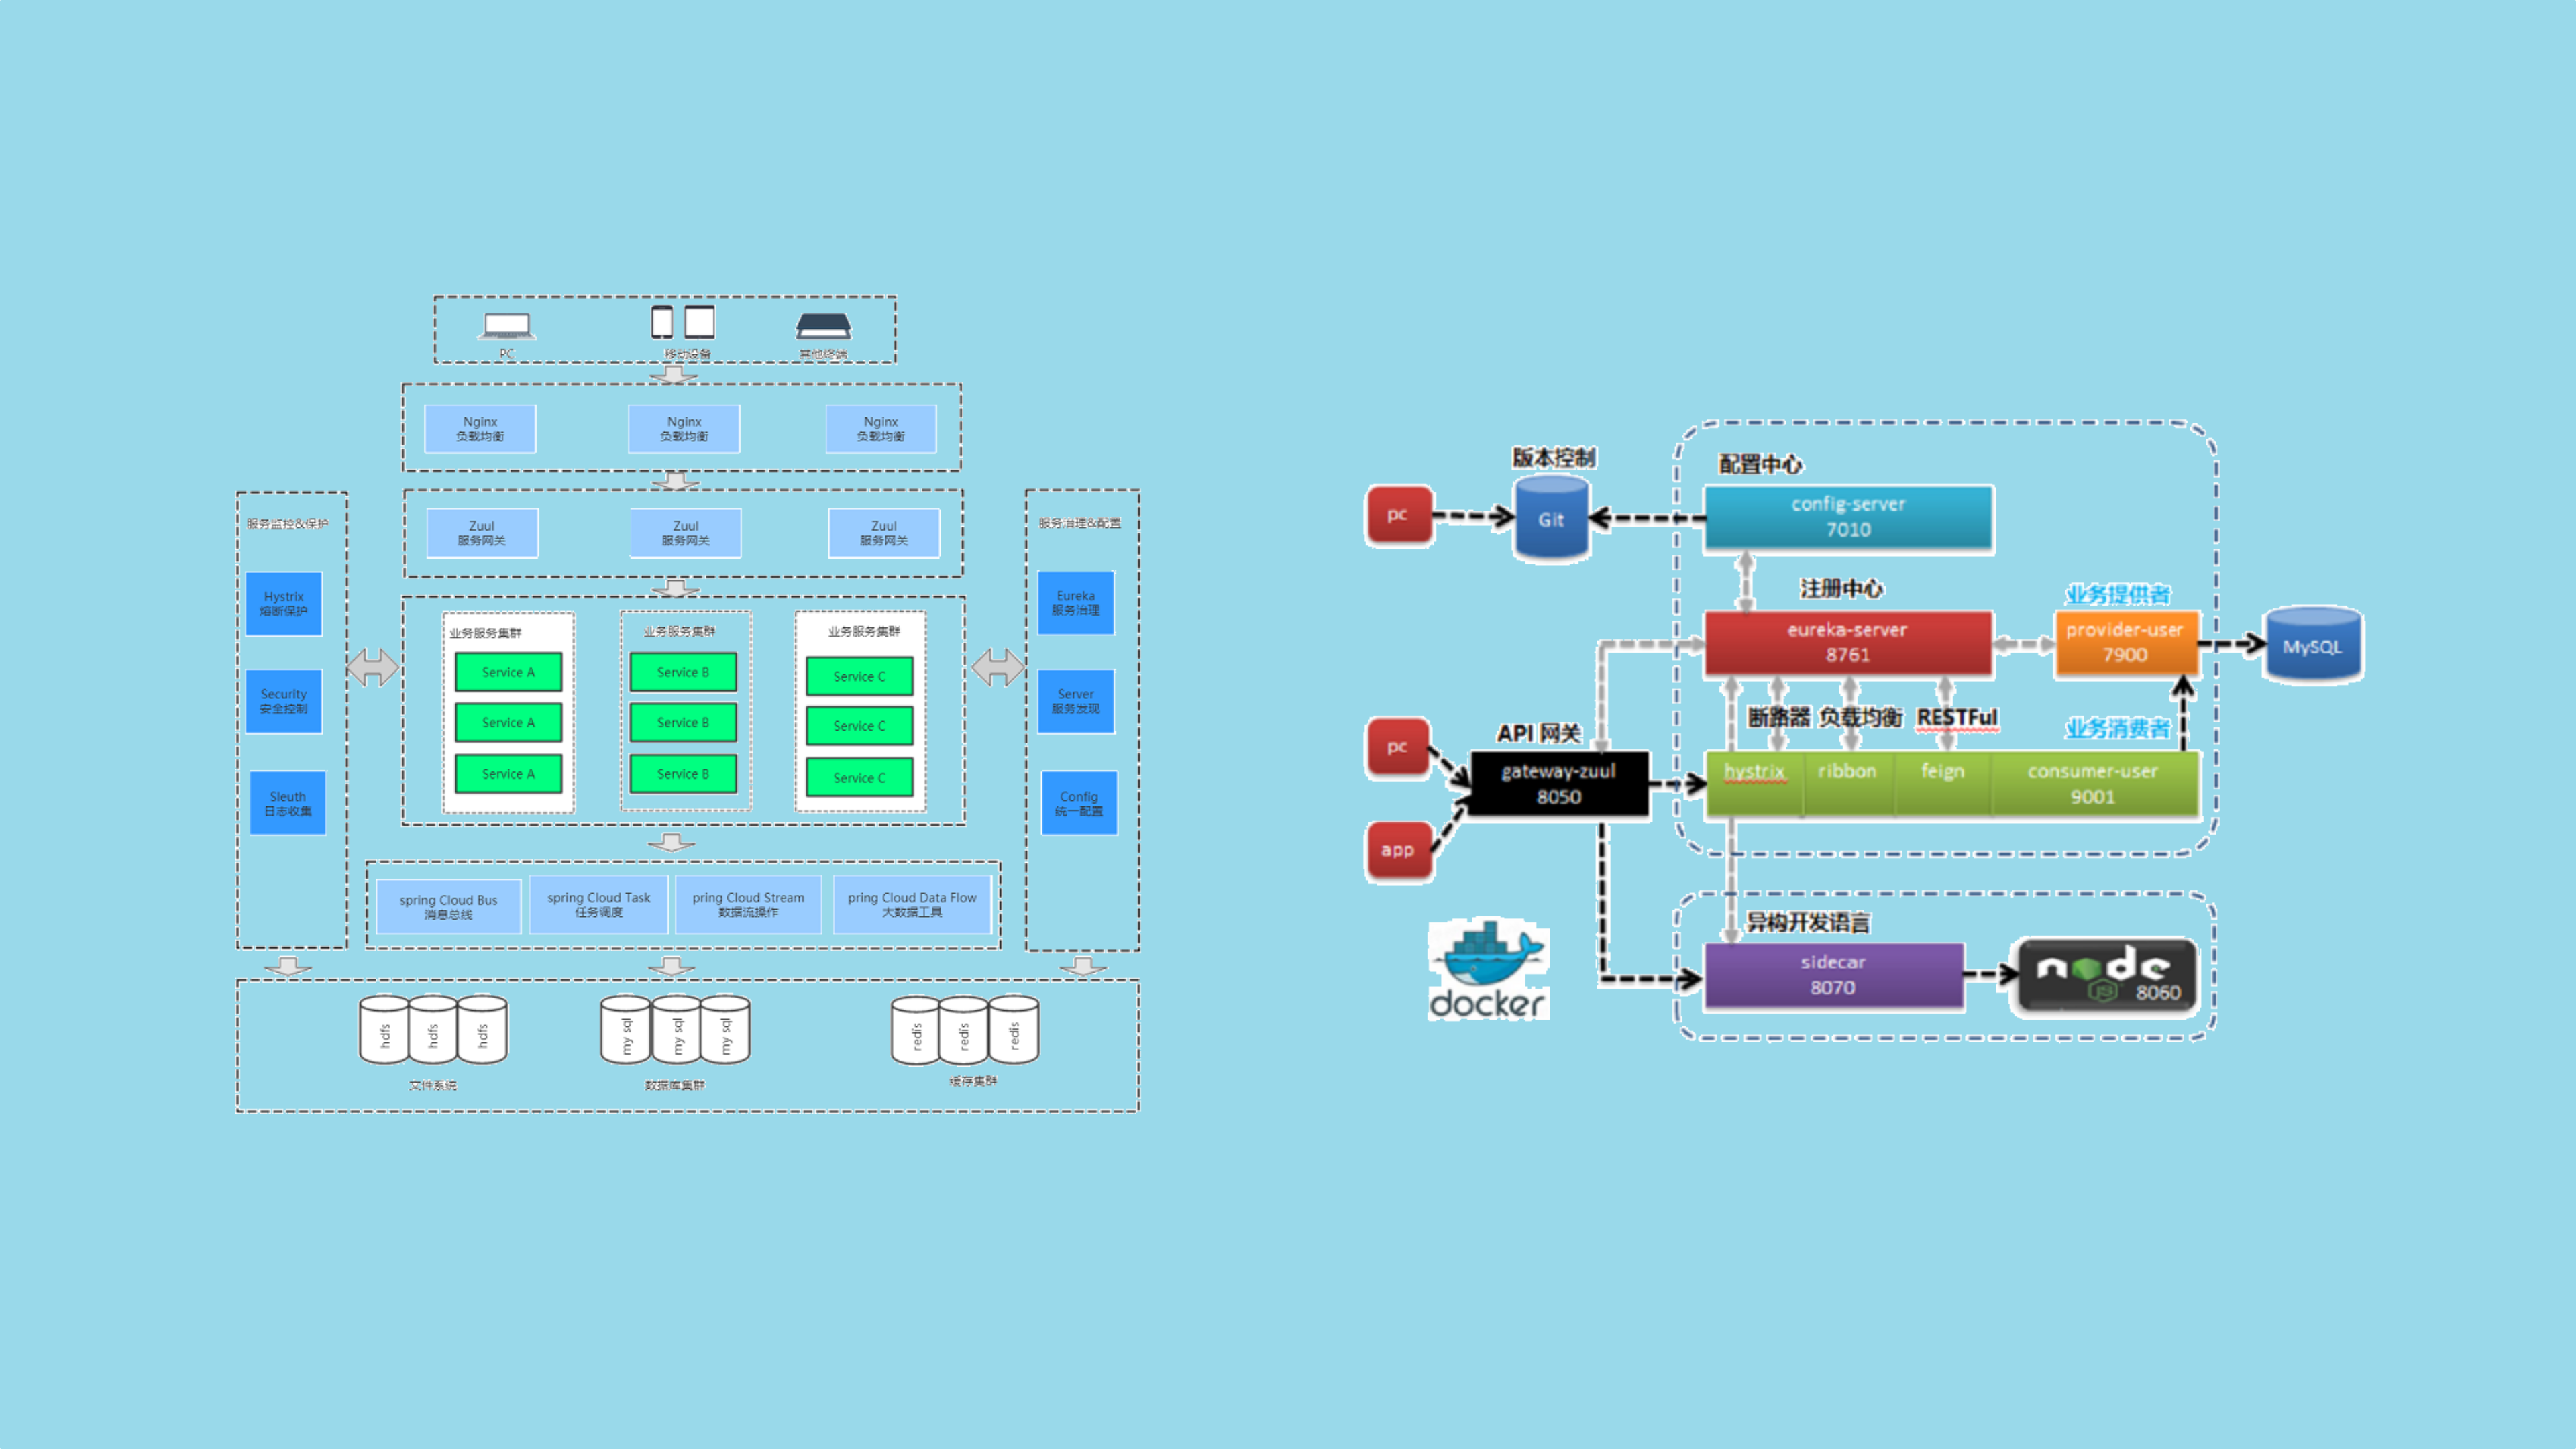 PC
移动设备
其他终端
Nginx
负载均衡
Nginx
负载均衡
Nginx
负载均衡
Zuul
服务网关
Zuul
服务网关
Zuul
服务网关
服务监控&保护
Hystrix
熔断保护
Security
安全控制
Sleuth
日志收集
业务服务集群
Service A
Service A
Service A
业务服务集群
Service B
Service B
Service B
业务服务集群
Service C
Service C
Service C
服务治理&配置
Eureka
服务治理
Server
服务发现
Config
统一配置
spring Cloud Bus
消息总线
spring Cloud Task
任务调度
pring Cloud Stream
数据流操作
pring Cloud Data Flow
大数据工具
hdfs
hdfs
hdfs
文件系统
my sql
my sql
my sql
数据库集群
redis
redis
redis
缓存集群
版本控制
pc
Git
配置中心
config-server
7010
注册中心
eureka-server
8761
业务提供者
provider-user
7900
MySQL
断路器
负载均衡
RESTFul
业务消费者
pc
app
API 网关
gateway-zuul
8050
hystrix
ribbon
feign
consumer-user
9001
docker
异构开发语言
sidecar
8070
node
JS
8060